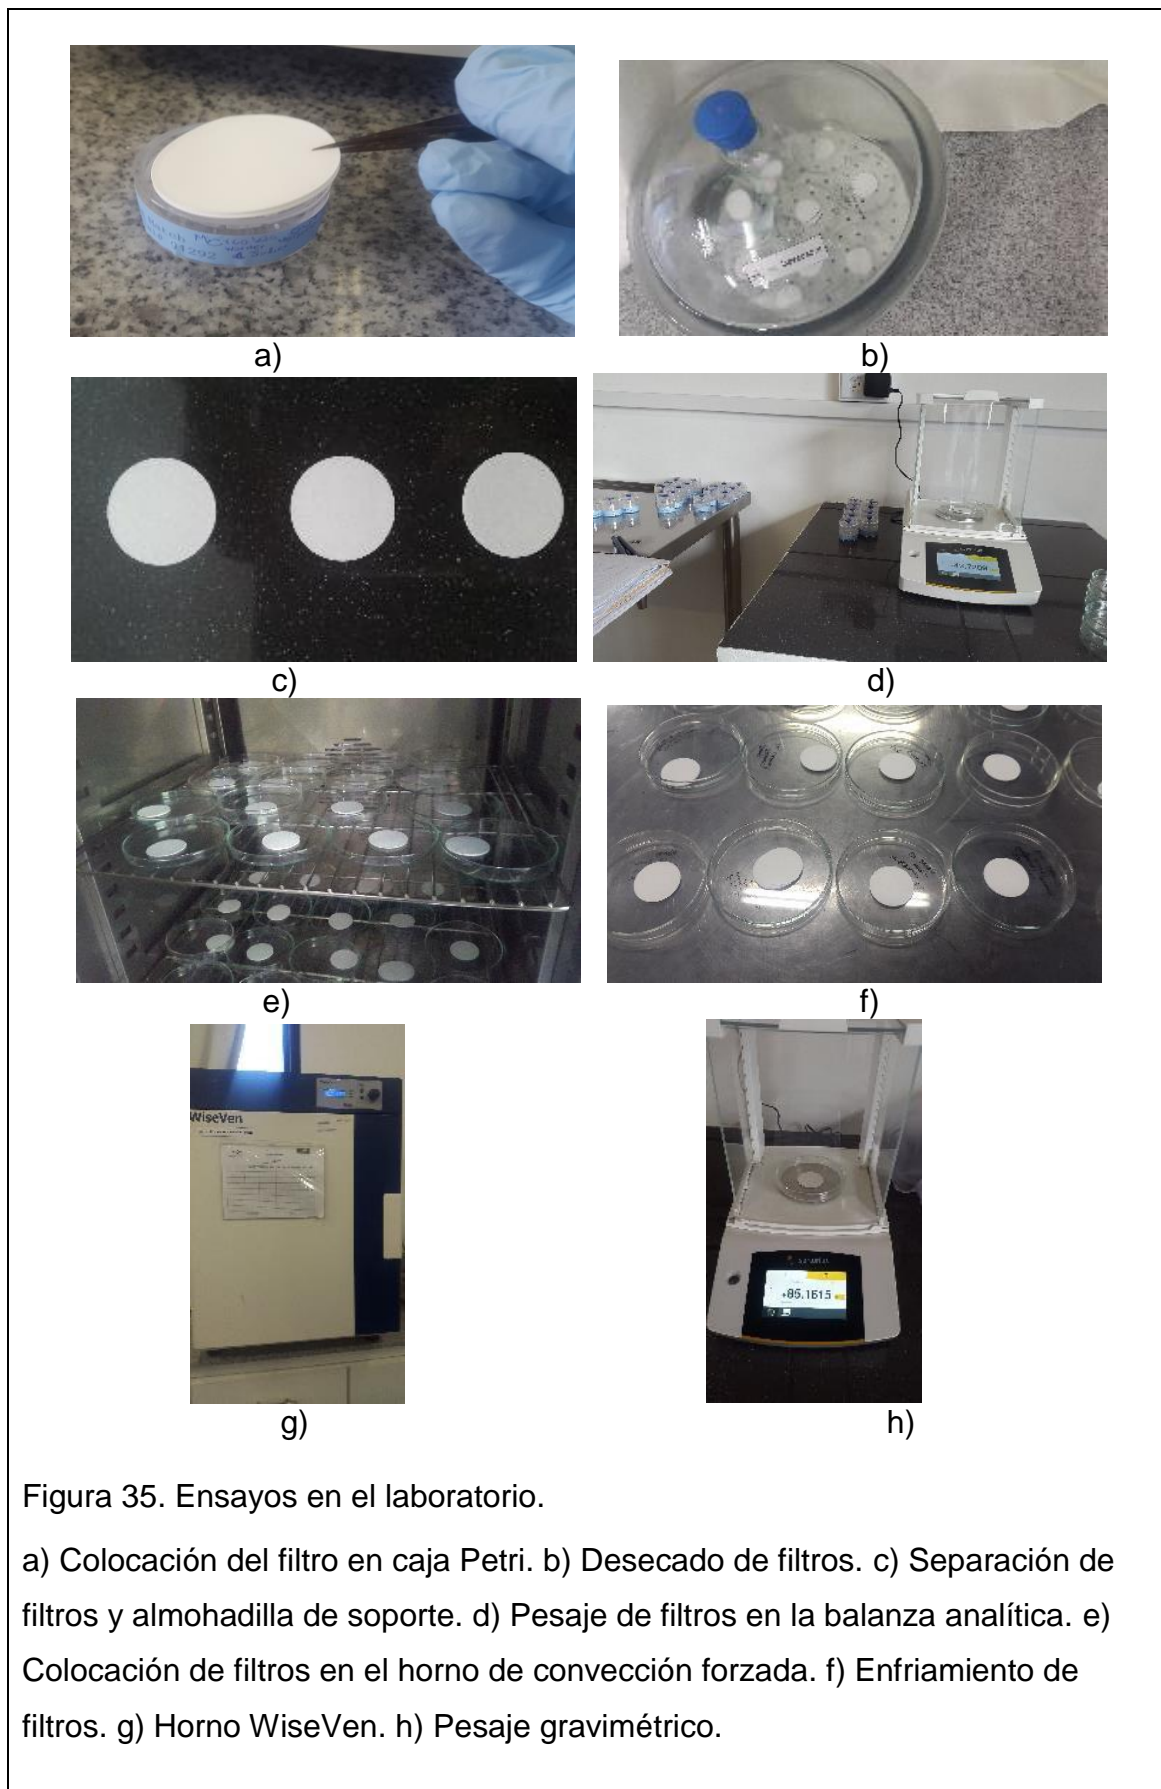 a)
b)
c)
d)
e)
f)
WiseVen
+85.1615
g)
h)
Figura 35. Ensayos en el laboratorio.
a) Colocación del filtro en caja Petri. b) Desecado de filtros. c) Separación de
filtros y almohadilla de soporte. d) Pesaje de filtros en la balanza analítica. e)
Colocación de filtros en el horno de convección forzada. f) Enfriamiento de
filtros. g) Horno WiseVen. h) Pesaje gravimétrico.